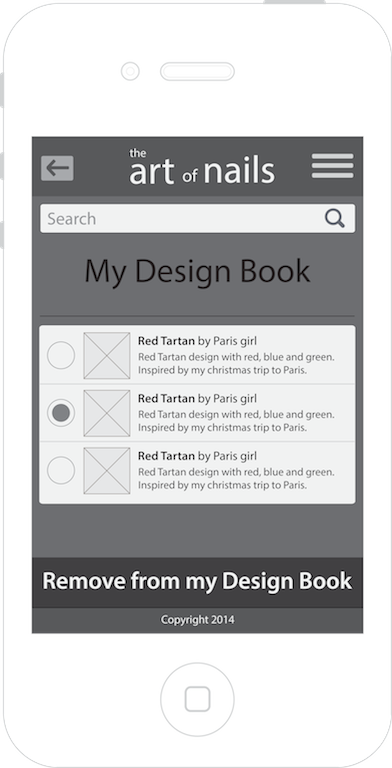 the
art of nails
Search
My Design Book
Red Tartan by Paris girl
Red Tartan design with red, blue and green.
Inspired by my christmas trip to Paris.
Red Tartan by Paris girl
Red Tartan design with red, blue and green.
Inspired by my christmas trip to Paris.
Red Tartan by Paris girl
Red Tartan design with red, blue and green.
Inspired by my christmas trip to Paris.
Remove from my Design Book
Copyright 2014